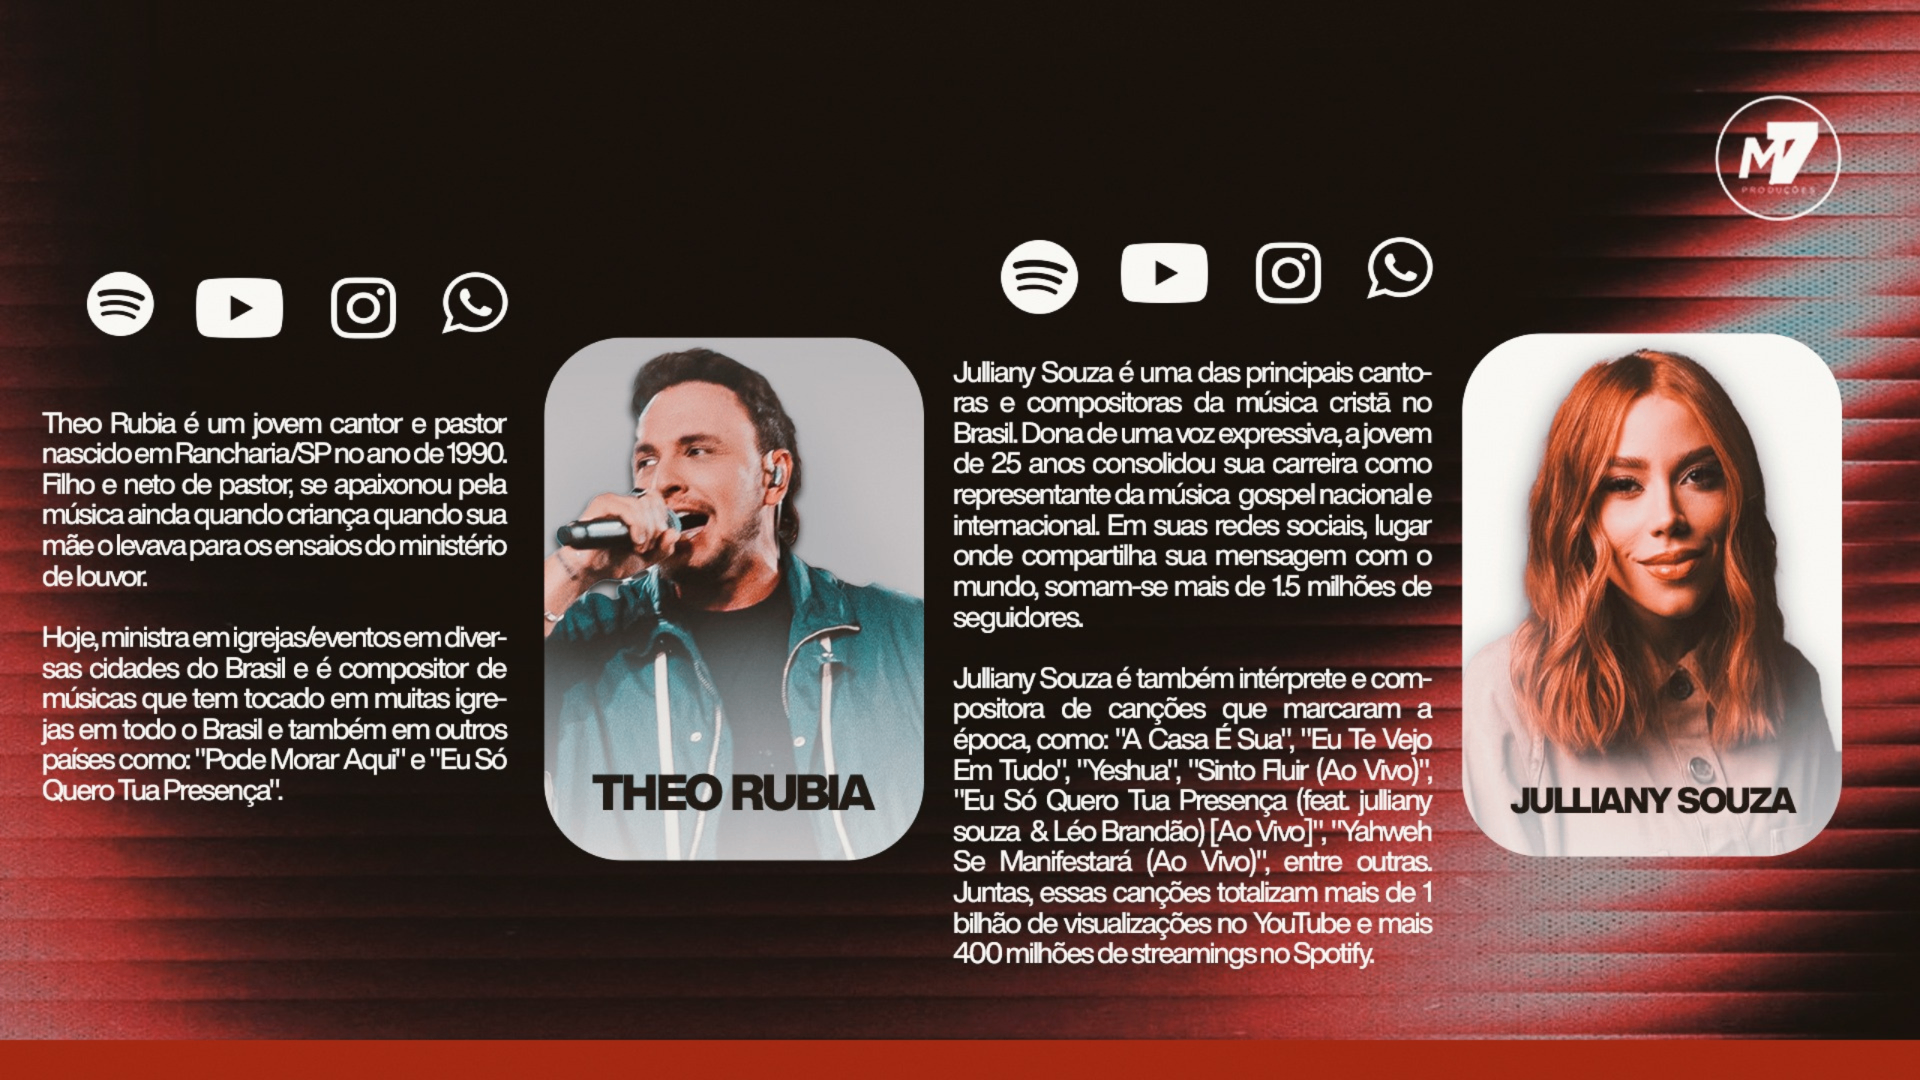 M7
PRODUÇÕES
Theo Rubia é um jovem cantor e pastor
nascido em Rancharia/SP no ano de 1990.
Filho e neto de pastor, se apaixonou pela
música ainda quando criança quando sua
mãe o levava para os ensaios do ministério
de louvor.
Hoje, ministra em igrejas/eventos em diver-
sas cidades do Brasil e é compositor de
músicas que tem tocado em muitas igre-
jas em todo o Brasil e também em outros
países como: "Pode Morar Aqui" e "Eu Só
Quero Tua Presença".
THEO RUBIA
Julliany Souza é uma das principais canto-
ras e compositoras da música cristã no
Brasil. Dona de uma voz expressiva, a jovem
de 25 anos consolidou sua carreira como
representante da música gospel nacional e
internacional. Em suas redes sociais, lugar
onde compartilha sua mensagem com o
mundo, somam-se mais de 1.5 milhões de
seguidores.
Julliany Souza é também intérprete e com-
positora de canções que marcaram a
época, como: "A Casa É Sua", "Eu Te Vejo
Em Tudo", "Yeshua", "Sinto Fluir (Ao Vivo)",
"Eu Só Quero Tua Presença (feat. julliany
souza & Léo Brandão) [Ao Vivo]", "Yahweh
Se Manifestará (Ao Vivo)", entre outras.
Juntas, essas canções totalizam mais de 1
bilhão de visualizações no YouTube e mais
400 milhões de streamings no Spotify.
JULLIANY SOUZA